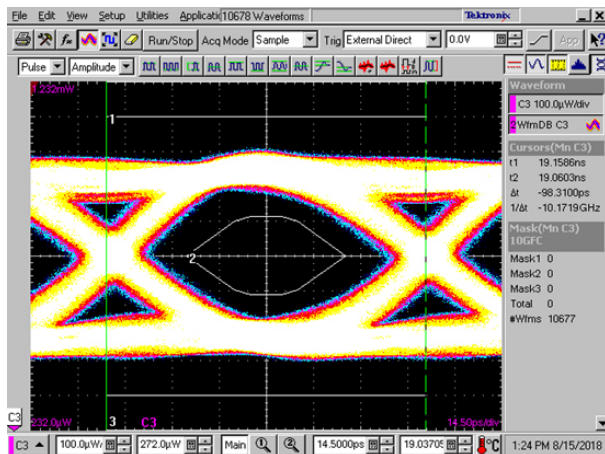 File Edit View Setup Utilities Applicati 10678 Waveforms Tektronix
Run/Stop Acq Mode Sample Trig External Direct 0.0V App
Pulse Amplitude
1.232mW
1
2
3
C3
232.0µW
14.50ps/div
Waveform
C3 100.0µW/div
WfmDB C3
Cursors(Mn C3)
t1 19.1586ns
t2 19.0603ns
Δt -98.3100ps
1/Δt -10.1719GHz
Mask(Mn C3)
10GFC
Mask1 0
Mask2 0
Mask3 0
Total 0
#Wfms 10677
C3
C3 100.0µW/ 272.0µW Main 14.5000ps 19.0370s °C 1:24 PM 8/15/2018